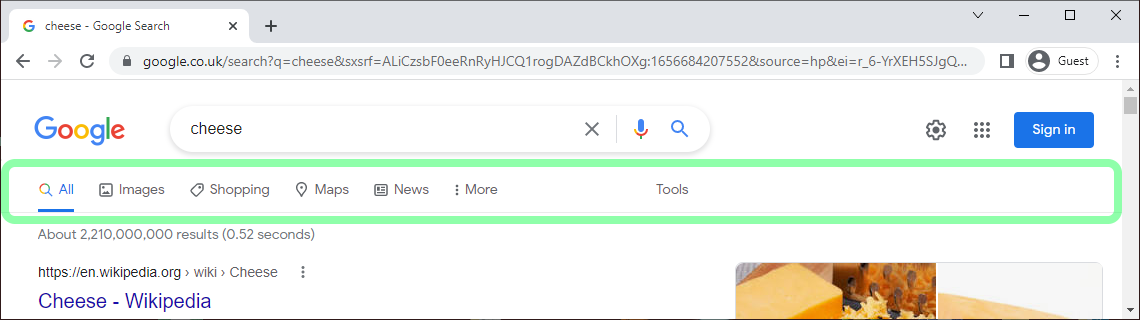 cheese - Google Search
google.co.uk/search?q=cheese&sxsrf=ALiCzsbF0eeRnRyHJCQ1rogDAZdBCkhOXg:1656684207552&source=hp&ei=r_6-YrXEH5SJgQ...
Guest
Google cheese Sign in
All Images Shopping Maps News More Tools
About 2,210,000,000 results (0.52 seconds)
https://en.wikipedia.org › wiki › Cheese
Cheese - Wikipedia